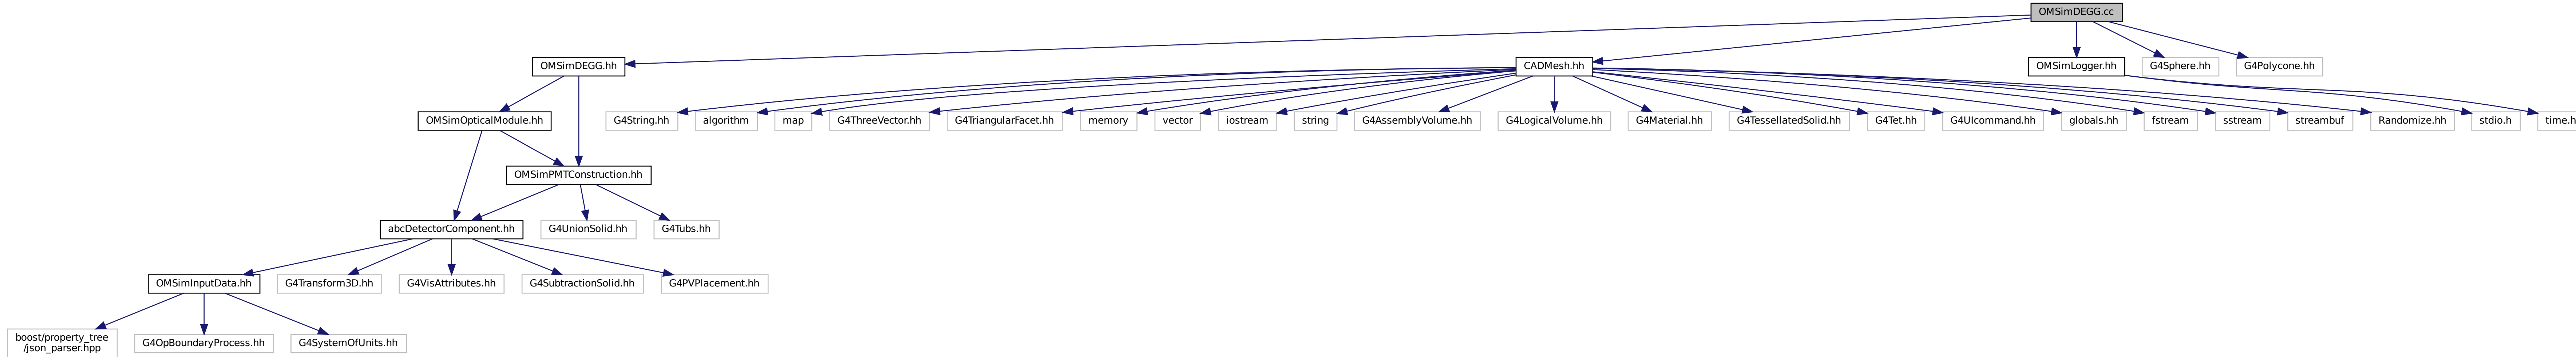 OMSimDEGG.cc
OMSimDEGG.hh
CADMesh.hh
OMSimLogger.hh
G4Sphere.hh
G4Polycone.hh
OMSimOpticalModule.hh
G4String.hh
algorithm
map
G4ThreeVector.hh
G4TriangularFacet.hh
memory
vector
iostream
string
G4AssemblyVolume.hh
G4LogicalVolume.hh
G4Material.hh
G4TessellatedSolid.hh
G4Tet.hh
G4UIcommand.hh
globals.hh
fstream
sstream
streambuf
Randomize.hh
stdio.h
time.h
OMSimPMTConstruction.hh
abcDetectorComponent.hh
G4UnionSolid.hh
G4Tubs.hh
OMSimInputData.hh
G4Transform3D.hh
G4VisAttributes.hh
G4SubtractionSolid.hh
G4PVPlacement.hh
boost/property_tree
/json_parser.hpp
G4OpBoundaryProcess.hh
G4SystemOfUnits.hh